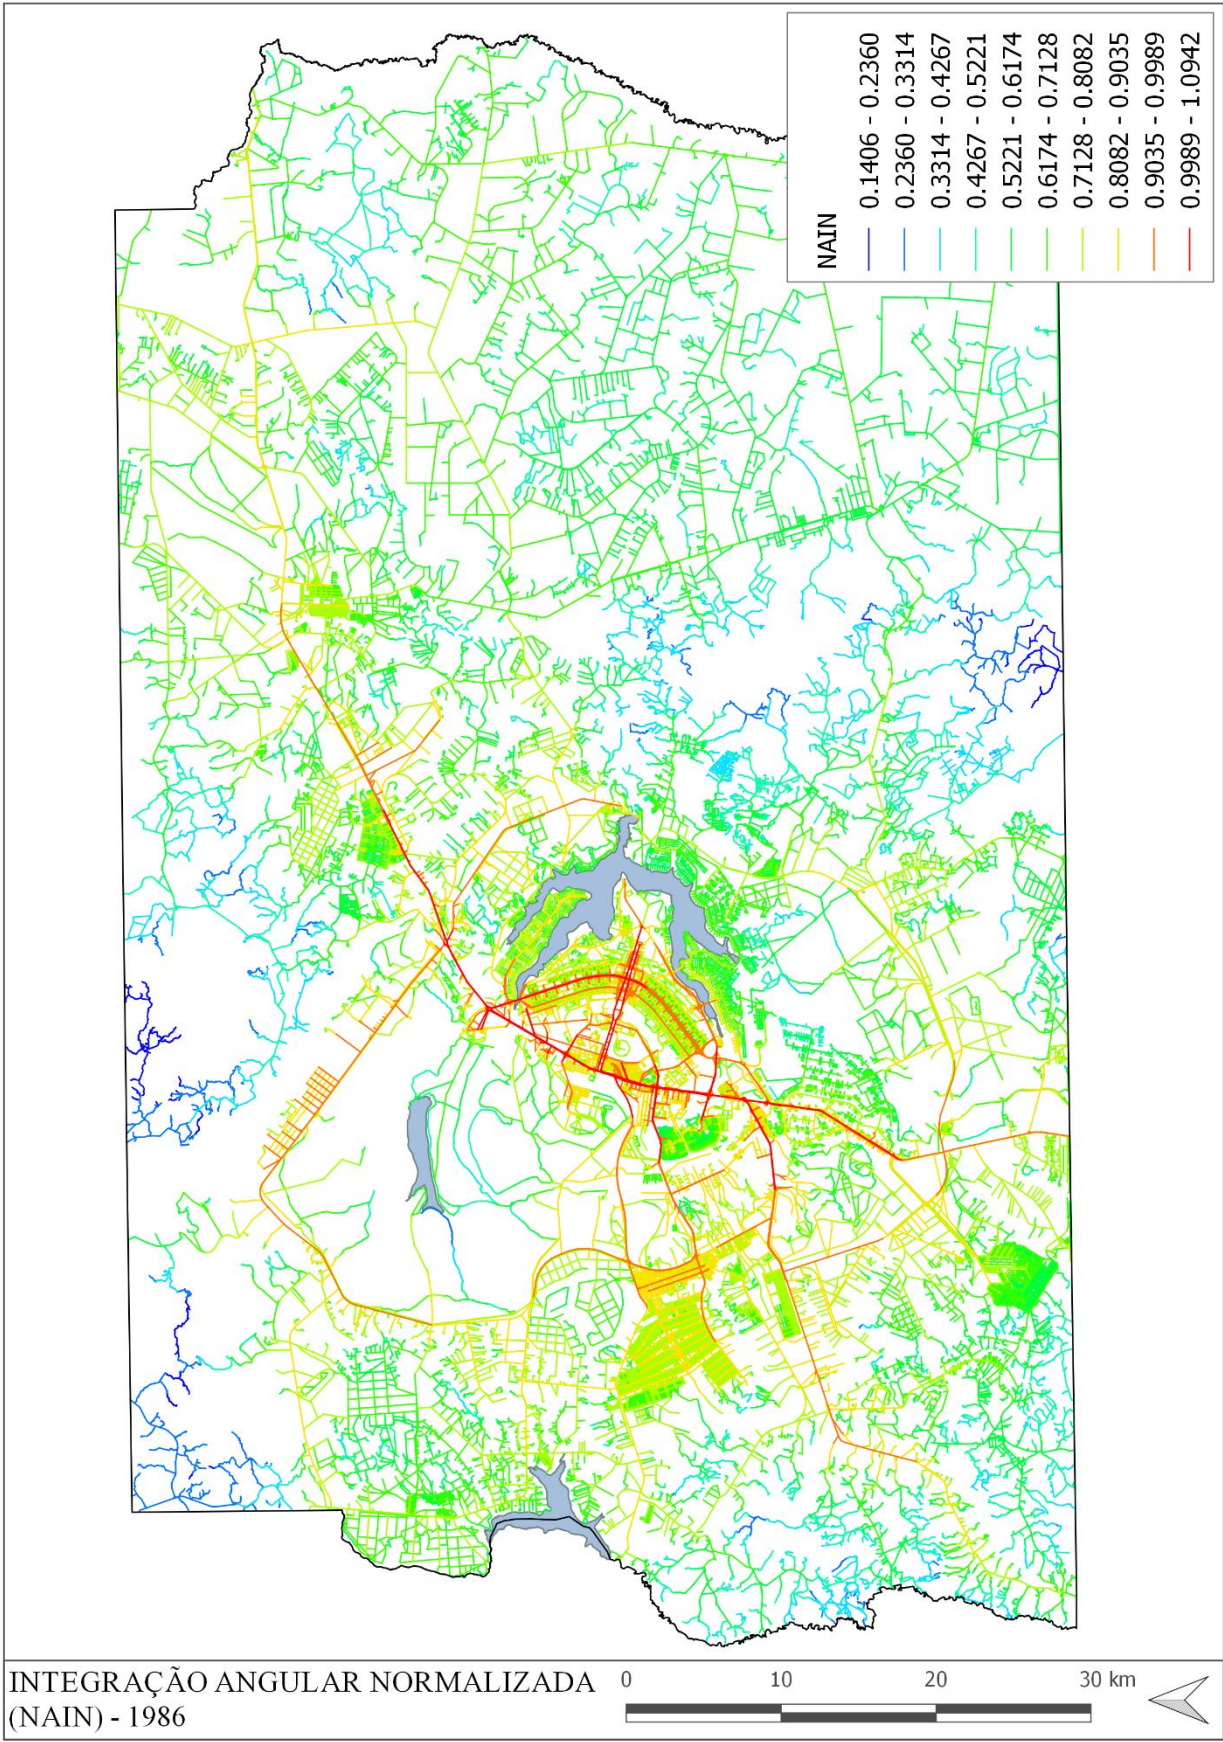 NAIN
0.1406 - 0.2360
0.2360 - 0.3314
0.3314 - 0.4267
0.4267 - 0.5221
0.5221 - 0.6174
0.6174 - 0.7128
0.7128 - 0.8082
0.8082 - 0.9035
0.9035 - 0.9989
0.9989 - 1.0942
INTEGRAÇÃO ANGULAR NORMALIZADA
(NAIN) - 1986
0 10 20 30 km